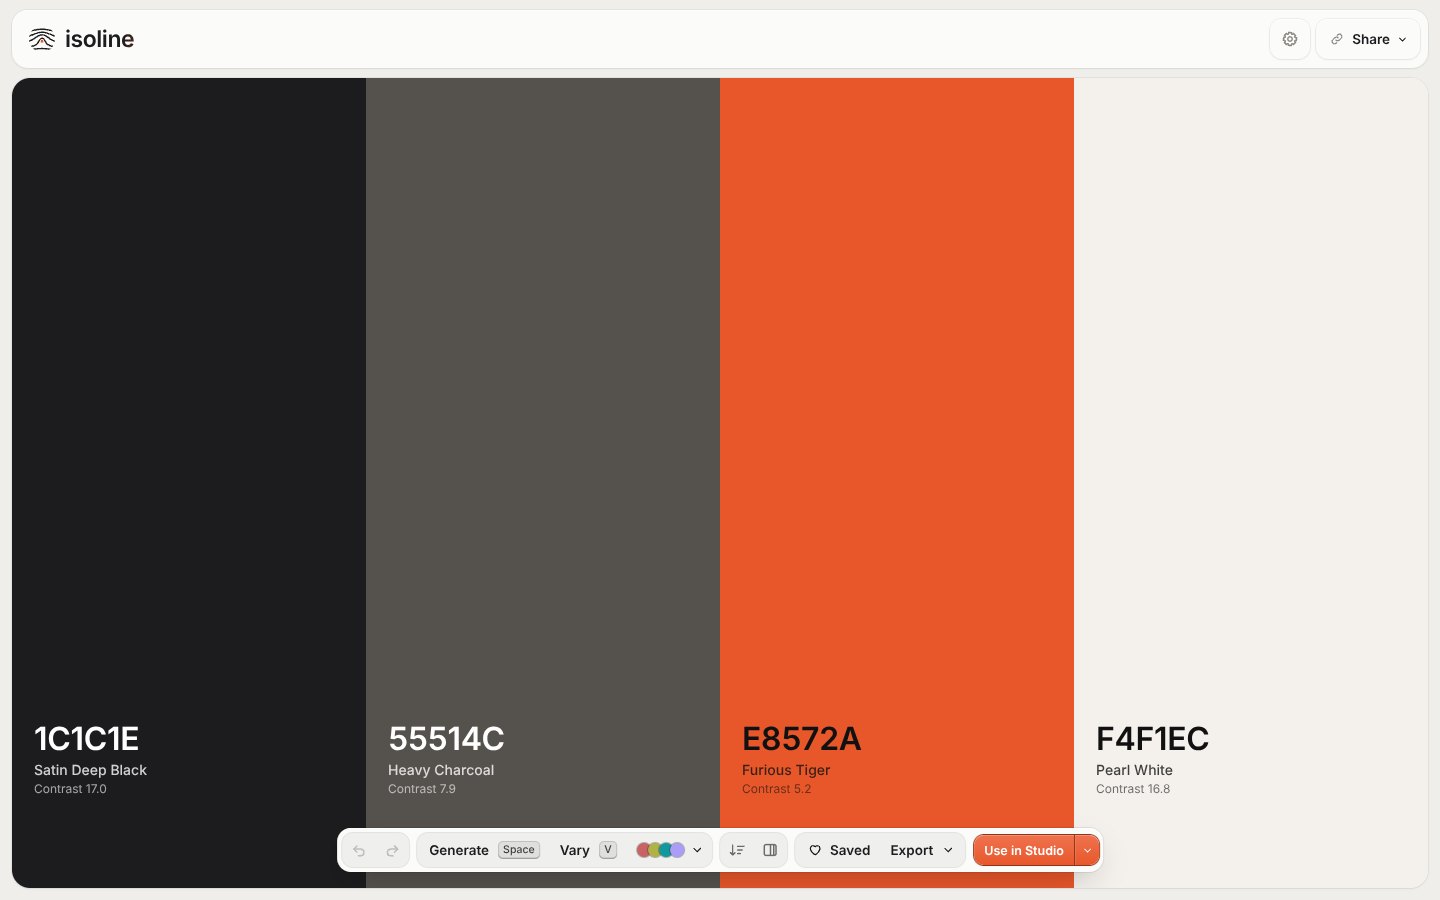 isoline
Share
1C1C1E
Satin Deep Black
Contrast 17.0
55514C
Heavy Charcoal
Contrast 7.9
E8572A
Furious Tiger
Contrast 5.2
F4F1EC
Pearl White
Contrast 16.8
Generate Space Vary V Saved Export Use in Studio